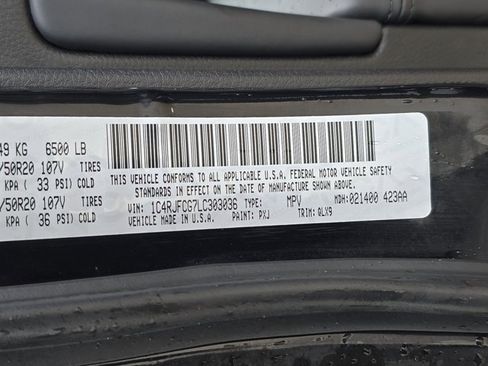 49 KG 6500 LB
/50R20 107V TIRES
KPA ( 33 PSI) COLD
/50R20 107V TIRES
KPA ( 36 PSI) COLD
THIS VEHICLE CONFORMS TO ALL APPLICABLE U.S.A. FEDERAL MOTOR VEHICLE SAFETY
STANDARDS IN EFFECT ON THE DATE OF MANUFACTURE SHOWN ABOVE.
VIN: 1C4RJFCG7LC303036 TYPE: MPV MDH: 021400 423AA
VEHICLE MADE IN U.S.A. PAINT: PXJ TRIM: QLX9